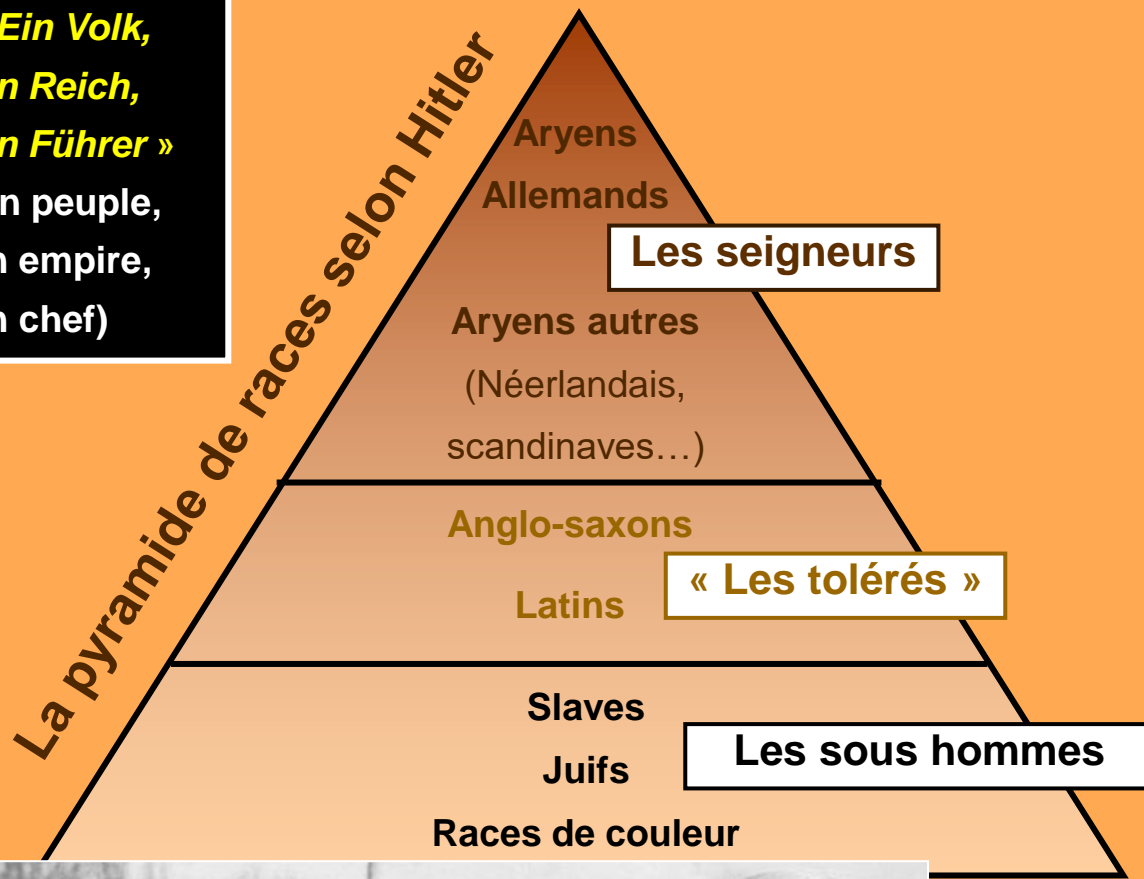 Ein Volk,
n Reich,
n Führer »
n peuple,
n empire,
n chef)
La pyramide de races selon Hitler
Aryens
Allemands
Les seigneurs
Aryens autres
(Néerlandais,
scandinaves…)
Anglo-saxons
« Les tolérés »
Latins
Slaves
Les sous hommes
Juifs
Races de couleur